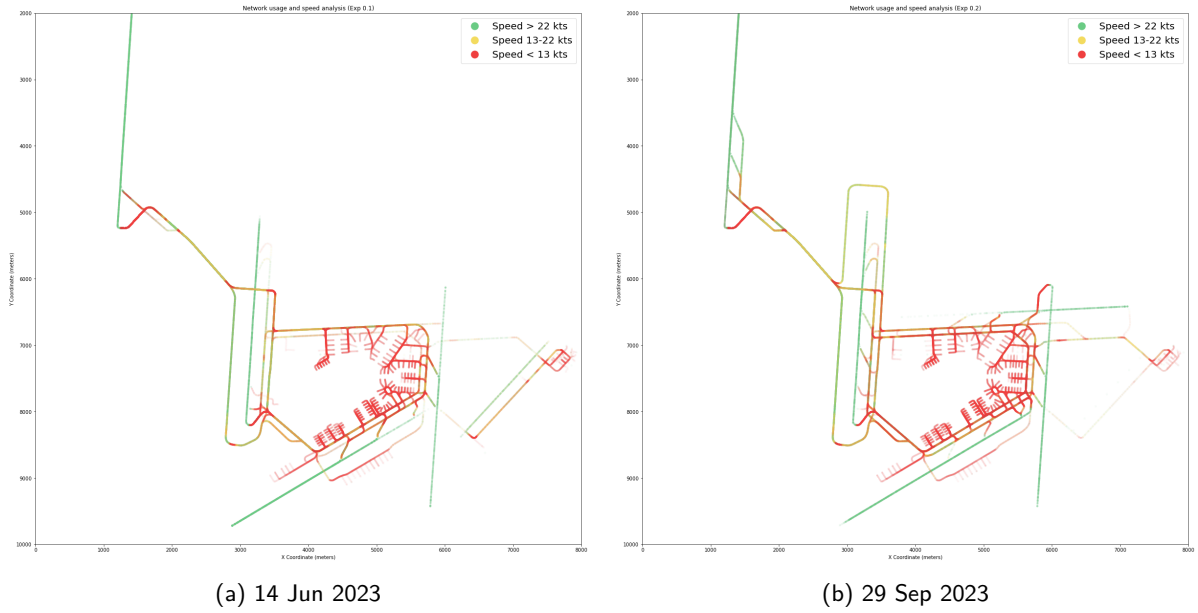 Network usage and speed analysis (Exp 0.1)
Speed > 22 kts
Speed 13-22 kts
Speed < 13 kts
2000
3000
4000
5000
6000
7000
8000
9000
10000
Y Coordinate (meters)
0
1000
2000
3000
4000
5000
6000
7000
8000
X Coordinate (meters)
(a) 14 Jun 2023
Network usage and speed analysis (Exp 0.2)
Speed > 22 kts
Speed 13-22 kts
Speed < 13 kts
2000
3000
4000
5000
6000
7000
8000
9000
10000
Y Coordinate (meters)
0
1000
2000
3000
4000
5000
6000
7000
8000
X Coordinate (meters)
(b) 29 Sep 2023